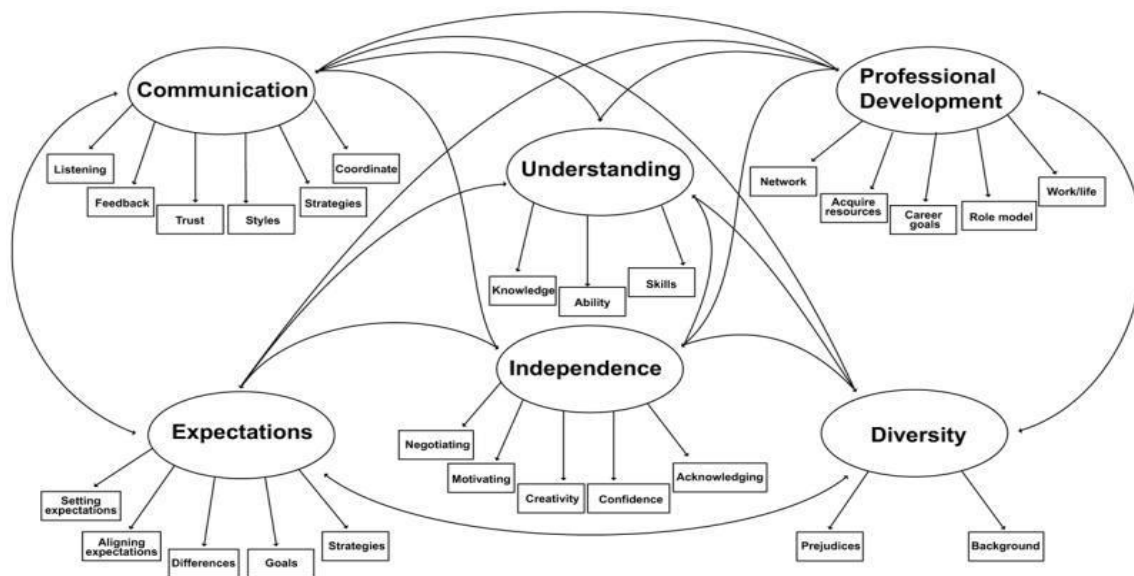 Communication
Professional
Development
Understanding
Listening
Feedback
Trust
Styles
Strategies
Coordinate
Network
Acquire
resources
Career
goals
Role model
Work/life
Knowledge
Ability
Skills
Independence
Expectations
Diversity
Negotiating
Motivating
Creativity
Confidence
Acknowledging
Setting
expectations
Aligning
expectations
Differences
Goals
Strategies
Prejudices
Background